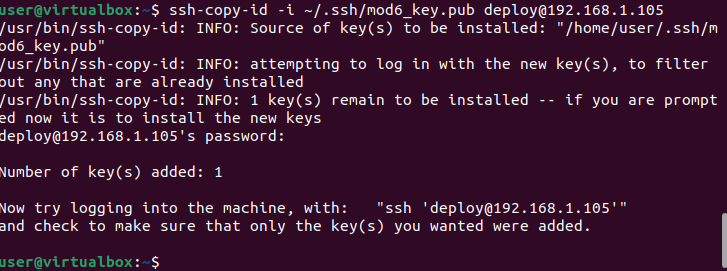 user@virtualbox:~$ ssh-copy-id -i ~/.ssh/mod6_key.pub deploy@192.168.1.105
/usr/bin/ssh-copy-id: INFO: Source of key(s) to be installed: "/home/user/.ssh/m
od6_key.pub"
/usr/bin/ssh-copy-id: INFO: attempting to log in with the new key(s), to filter
out any that are already installed
/usr/bin/ssh-copy-id: INFO: 1 key(s) remain to be installed -- if you are prompt
ed now it is to install the new keys
deploy@192.168.1.105's password:
Number of key(s) added: 1
Now try logging into the machine, with:   "ssh 'deploy@192.168.1.105'"
and check to make sure that only the key(s) you wanted were added.
user@virtualbox:~$